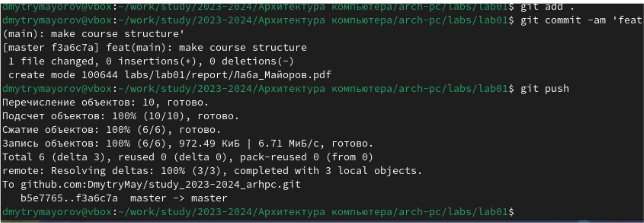 dmytrymayorov@vbox:~/work/study/2023-2024/Архитектура компьютера/arch-pc/labs/lab01$ git add .
dmytrymayorov@vbox:~/work/study/2023-2024/Архитектура компьютера/arch-pc/labs/lab01$ git commit -am 'feat
(main): make course structure'
[master f3a6c7a] feat(main): make course structure
 1 file changed, 0 insertions(+), 0 deletions(-)
 create mode 100644 labs/lab01/report/Ла6а_Майоров.pdf
dmytrymayorov@vbox:~/work/study/2023-2024/Архитектура компьютера/arch-pc/labs/lab01$ git push
Перечисление объектов: 10, готово.
Подсчет объектов: 100% (10/10), готово.
Сжатие объектов: 100% (6/6), готово.
Запись объектов: 100% (6/6), 972.49 КиБ | 6.71 МиБ/с, готово.
Total 6 (delta 3), reused 0 (delta 0), pack-reused 0 (from 0)
remote: Resolving deltas: 100% (3/3), completed with 3 local objects.
To github.com:DmytryMay/study_2023-2024_arhpc.git
   b5e7765..f3a6c7a  master -> master
dmytrymayorov@vbox:~/work/study/2023-2024/Архитектура компьютера/arch-pc/labs/lab01$